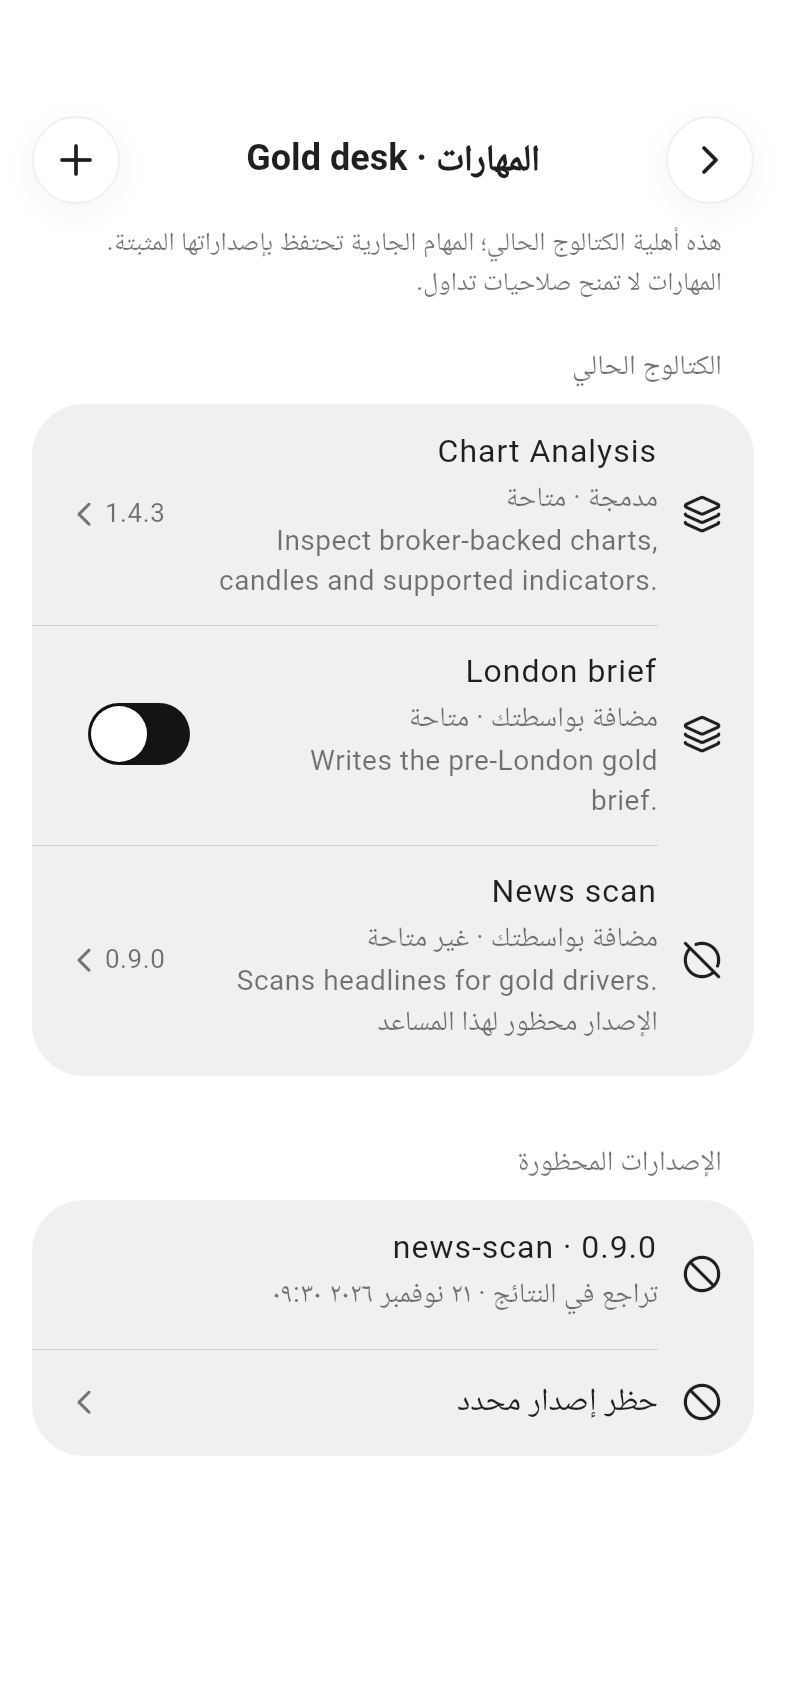 المهارات · Gold desk
هذه أهلية الكتالوج الحالي؛ المهام الجارية تحتفظ بإصداراتها المثبتة.
المهارات لا تمنح صلاحيات تداول.
الكتالوج الحالي
Chart Analysis
مدمجة · متاحة
1.4.3
Inspect broker-backed charts,
candles and supported indicators.
London brief
مضافة بواسطتك · متاحة
Writes the pre-London gold
brief.
News scan
مضافة بواسطتك · غير متاحة
0.9.0
Scans headlines for gold drivers.
الإصدار محظور لهذا المساعد
الإصدارات المحظورة
news-scan · 0.9.0
تراجع في النتائج · ٢١ نوفمبر ٢٠٢٦ ٠٩:٣٠
حظر إصدار محدد